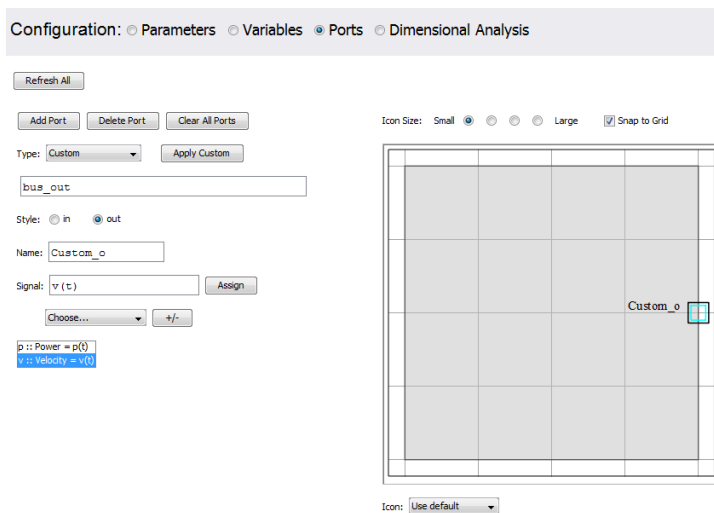 Configuration: Parameters Variables Ports Dimensional Analysis
Refresh All
Add Port Delete Port Clear All Ports
Type: Custom Apply Custom
bus_out
Style: in out
Name: Custom_o
Signal: v(t) Assign
Choose... +/-
p :: Power = p(t)
v :: Velocity = v(t)
Icon Size: Small Large Snap to Grid
Custom_o
Icon: Use default